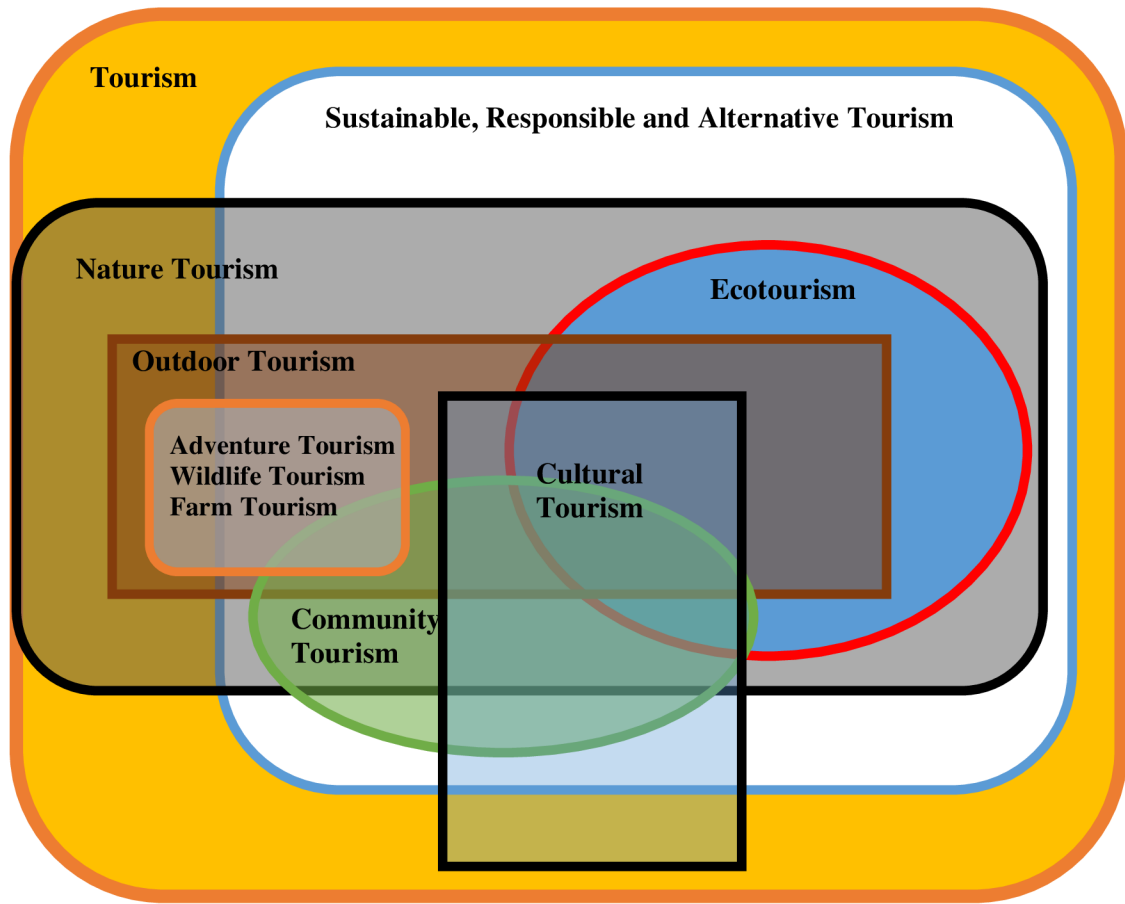 Tourism
Sustainable, Responsible and Alternative Tourism
Nature Tourism
Ecotourism
Outdoor Tourism
Adventure Tourism
Wildlife Tourism
Farm Tourism
Cultural
Tourism
Community
Tourism